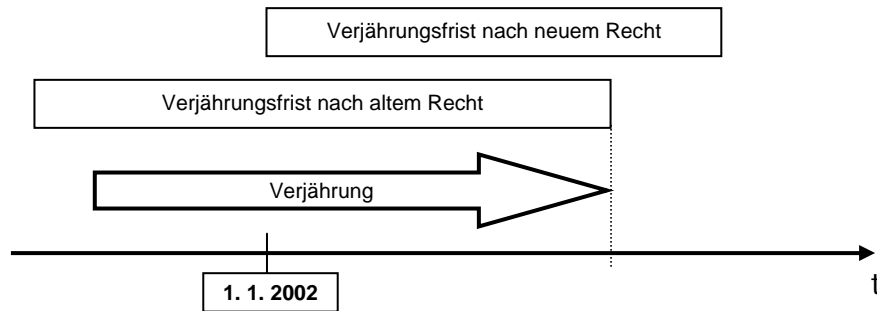 Verjährungsfrist nach neuem Recht
Verjährungsfrist nach altem Recht
Verjährung
1. 1. 2002
t